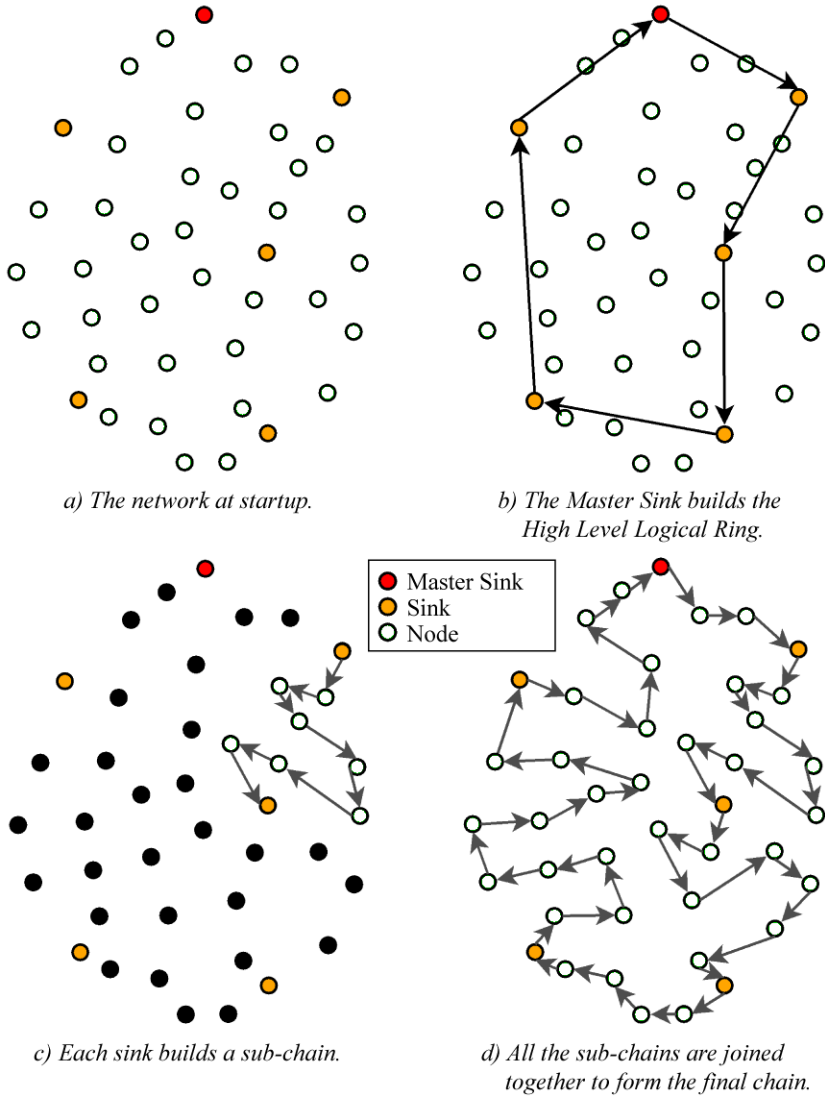 a) The network at startup.
b) The Master Sink builds the
High Level Logical Ring.
Master Sink
Sink
Node
c) Each sink builds a sub-chain.
d) All the sub-chains are joined
together to form the final chain.